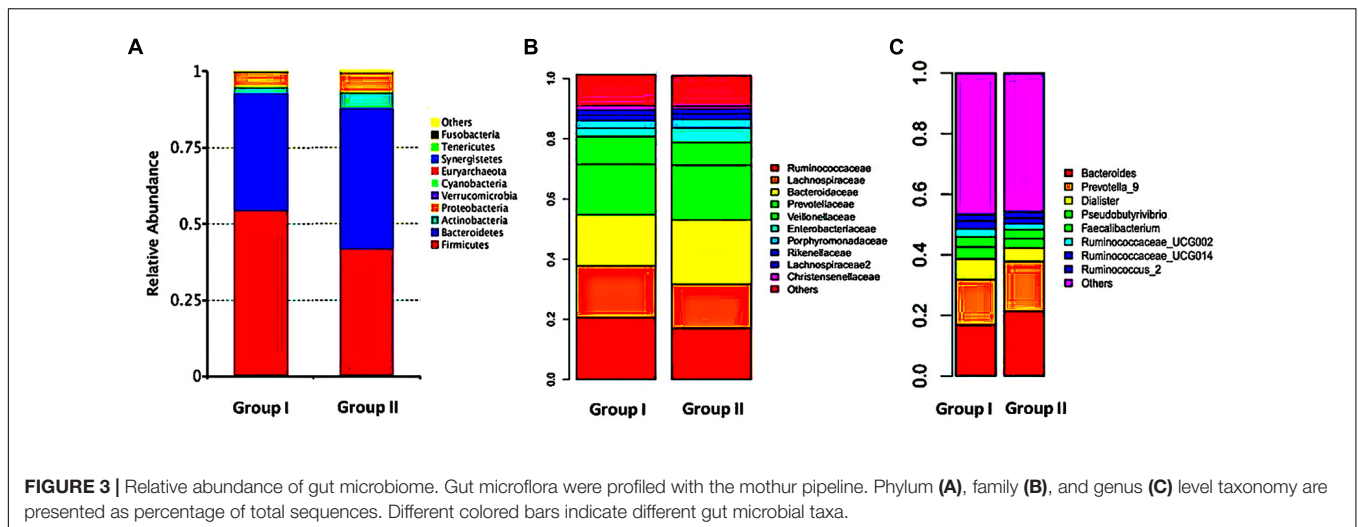 A
Relative Abundance
1
0.75
0.5
0.25
0
Group I
Group II
Others
Fusobacteria
Tenericutes
Synergistetes
Euryarchaeota
Cyanobacteria
Verrucomicrobia
Proteobacteria
Actinobacteria
Bacteroidetes
Firmicutes
B
1.0
0.8
0.6
0.4
0.2
0.0
Group I
Group II
Ruminococcaceae
Lachnospiraceae
Bacteroidaceae
Prevotellaceae
Veillonellaceae
Enterobacteriaceae
Porphyromonadaceae
Rikenellaceae
Lachnospiraceae2
Christensenellaceae
Others
C
1.0
0.8
0.6
0.4
0.2
0.0
Group I
Group II
Bacteroides
Prevotella_9
Dialister
Pseudobutyrivibrio
Faecalibacterium
Ruminococcaceae_UCG002
Ruminococcaceae_UCG014
Ruminococcus_2
Others
FIGURE 3 | Relative abundance of gut microbiome. Gut microflora were profiled with the mothur pipeline. Phylum (A), family (B), and genus (C) level taxonomy are
presented as percentage of total sequences. Different colored bars indicate different gut microbial taxa.